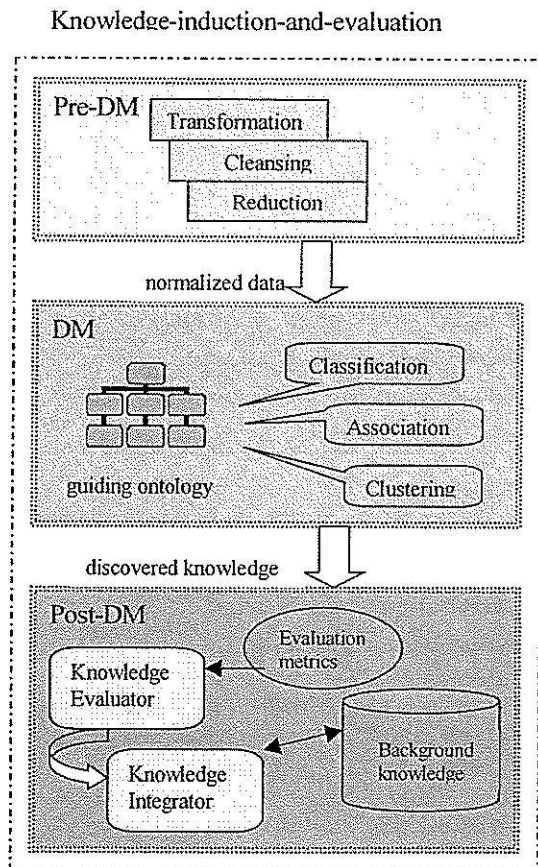 Knowledge-induction-and-evaluation
Pre-DM
Transformation
Cleansing
Reduction
normalized data
DM
Classification
Association
Clustering
guiding ontology
discovered knowledge
Post-DM
Evaluation
metrics
Knowledge
Evaluator
Background
knowledge
Knowledge
Integrator